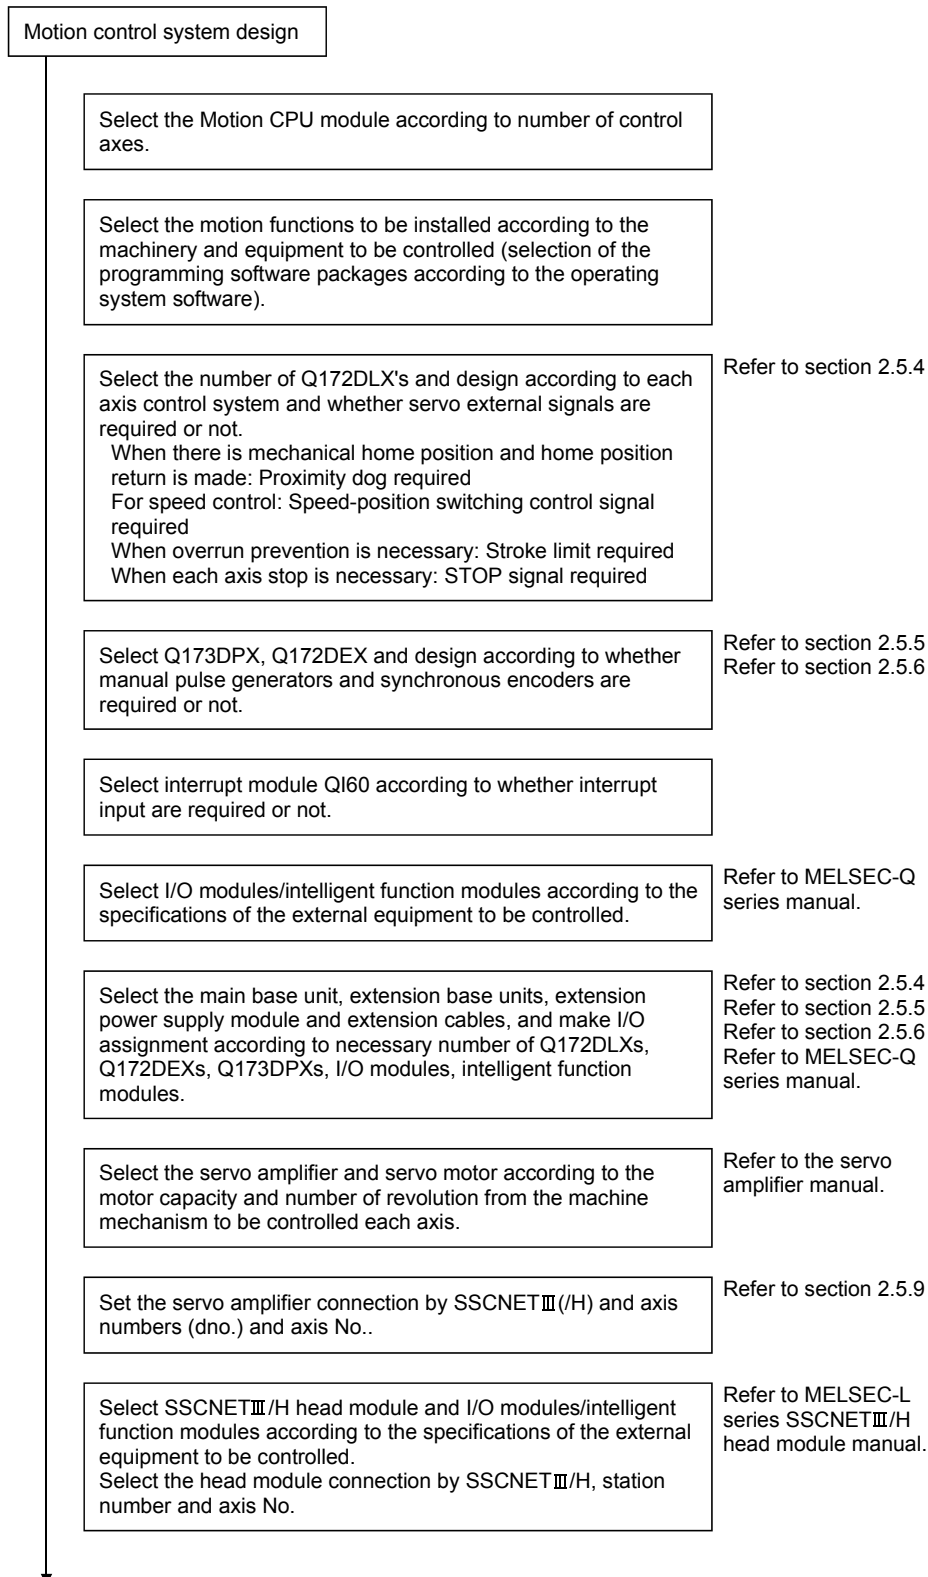 Motion control system design
Select the Motion CPU module according to number of control
axes.
Select the motion functions to be installed according to the
machinery and equipment to be controlled (selection of the
programming software packages according to the operating
system software).
Select the number of Q172DLX's and design according to each
axis control system and whether servo external signals are
required or not.
When there is mechanical home position and home position
return is made: Proximity dog required
For speed control: Speed-position switching control signal
required
When overrun prevention is necessary: Stroke limit required
When each axis stop is necessary: STOP signal required
Refer to section 2.5.4
Select Q173DPX, Q172DEX and design according to whether
manual pulse generators and synchronous encoders are
required or not.
Refer to section 2.5.5
Refer to section 2.5.6
Select interrupt module QI60 according to whether interrupt
input are required or not.
Select I/O modules/intelligent function modules according to the
specifications of the external equipment to be controlled.
Refer to MELSEC-Q
series manual.
Select the main base unit, extension base units, extension
power supply module and extension cables, and make I/O
assignment according to necessary number of Q172DLXs,
Q172DEXs, Q173DPXs, I/O modules, intelligent function
modules.
Refer to section 2.5.4
Refer to section 2.5.5
Refer to section 2.5.6
Refer to MELSEC-Q
series manual.
Select the servo amplifier and servo motor according to the
motor capacity and number of revolution from the machine
mechanism to be controlled each axis.
Refer to the servo
amplifier manual.
Set the servo amplifier connection by SSCNETⅢ(/H) and axis
numbers (dno.) and axis No..
Refer to section 2.5.9
Select SSCNETⅢ/H head module and I/O modules/intelligent
function modules according to the specifications of the external
equipment to be controlled.
Select the head module connection by SSCNETⅢ/H, station
number and axis No.
Refer to MELSEC-L
series SSCNETⅢ/H
head module manual.